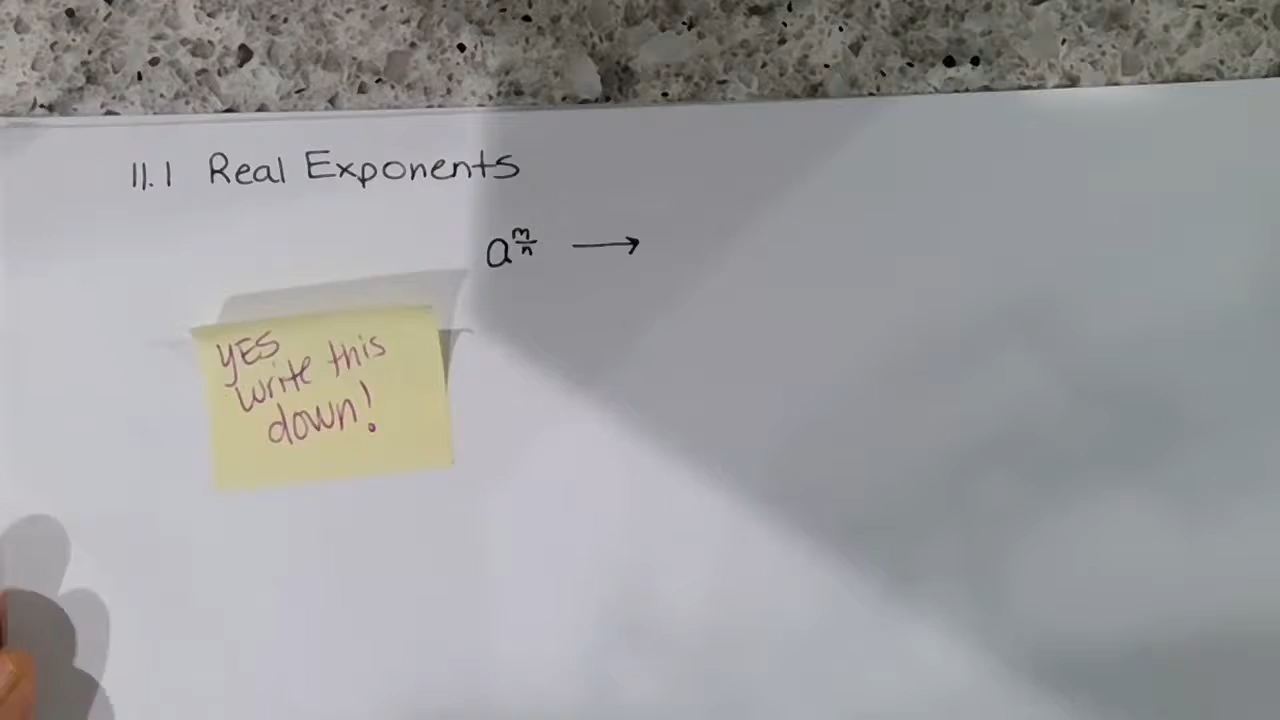 11.1 Real Exponents
a^{m/n} →
YES
write this
down!